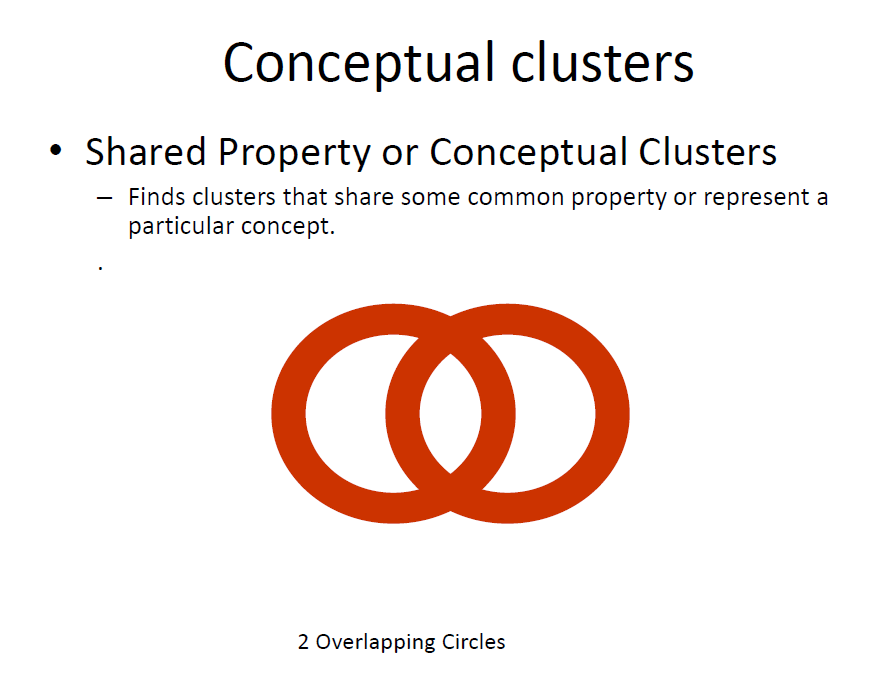 Conceptual clusters
• Shared Property or Conceptual Clusters
– Finds clusters that share some common property or represent a
particular concept.
.
2 Overlapping Circles